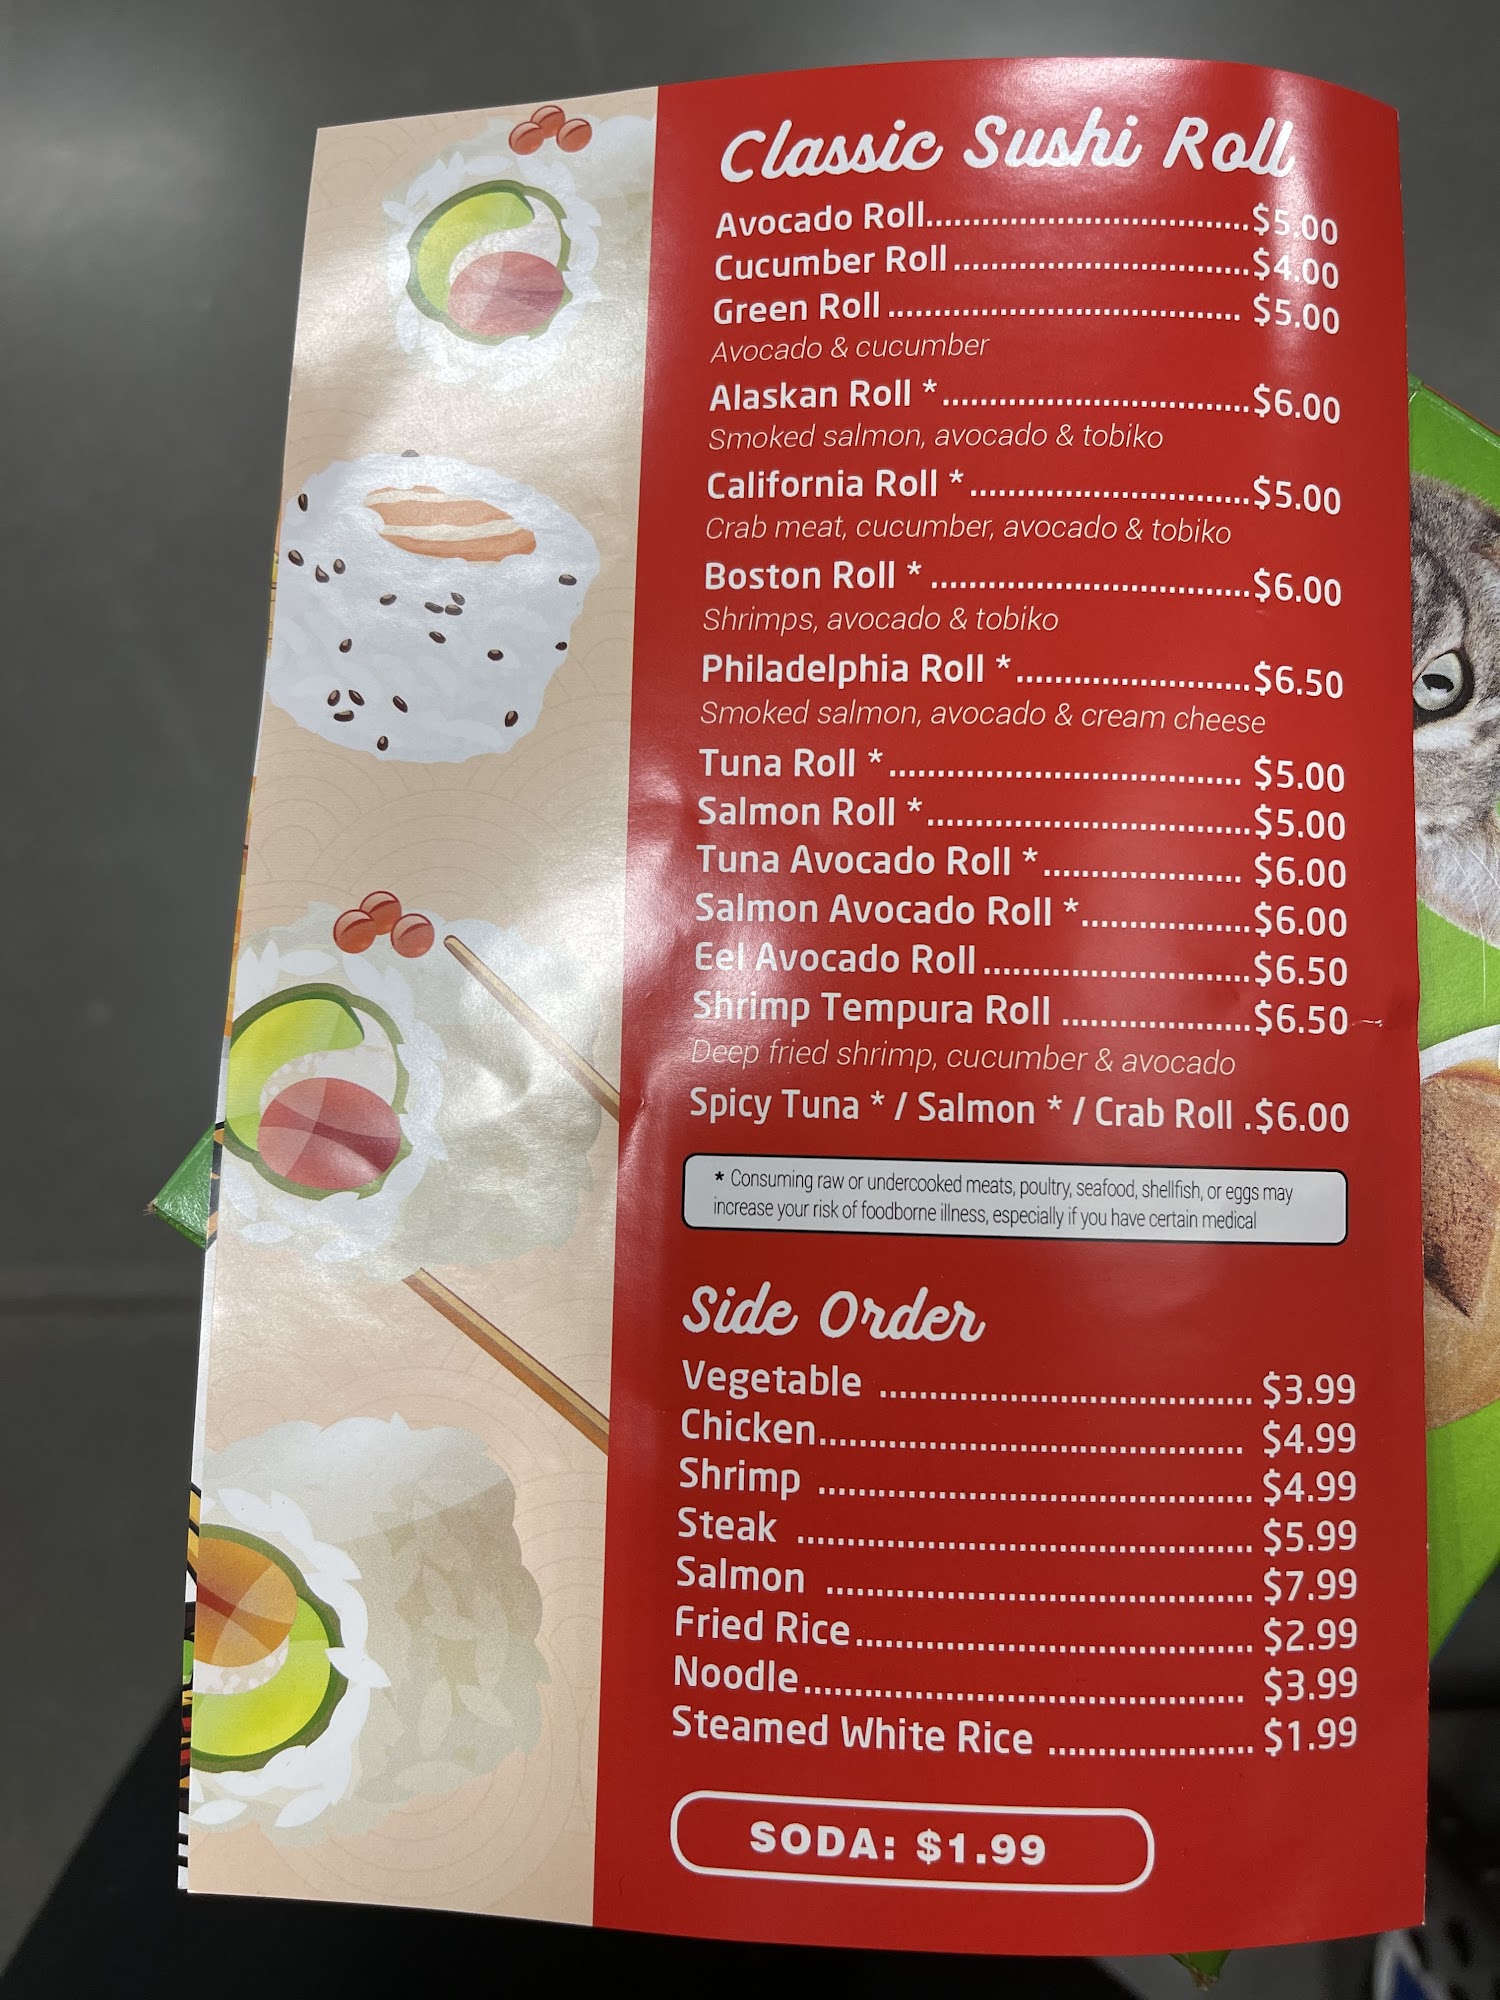 Classic Sushi Roll
Avocado Roll............................................$5.00
Cucumber Roll........................................$4.00
Green Roll................................................ $5.00
Avocado & cucumber
Alaskan Roll *..........................................$6.00
Smoked salmon, avocado & tobiko
California Roll *......................................$5.00
Crab meat, cucumber, avocado & tobiko
Boston Roll *...........................................$6.00
Shrimps, avocado & tobiko
Philadelphia Roll *................................$6.50
Smoked salmon, avocado & cream cheese
Tuna Roll *................................................ $5.00
Salmon Roll *............................................$5.00
Tuna Avocado Roll *........................... $6.00
Salmon Avocado Roll *.......................$6.00
Eel Avocado Roll....................................$6.50
Shrimp Tempura Roll .........................$6.50
Deep fried shrimp, cucumber & avocado
Spicy Tuna * / Salmon * / Crab Roll .$6.00
* Consuming raw or undercooked meats, poultry, seafood, shellfish, or eggs may
increase your risk of foodborne illness, especially if you have certain medical
Side Order
Vegetable .................................................. $3.99
Chicken......................................................... $4.99
Shrimp .......................................................... $4.99
Steak ............................................................. $5.99
Salmon ......................................................... $7.99
Fried Rice..................................................... $2.99
Noodle........................................................... $3.99
Steamed White Rice ........................... $1.99
SODA: $1.99